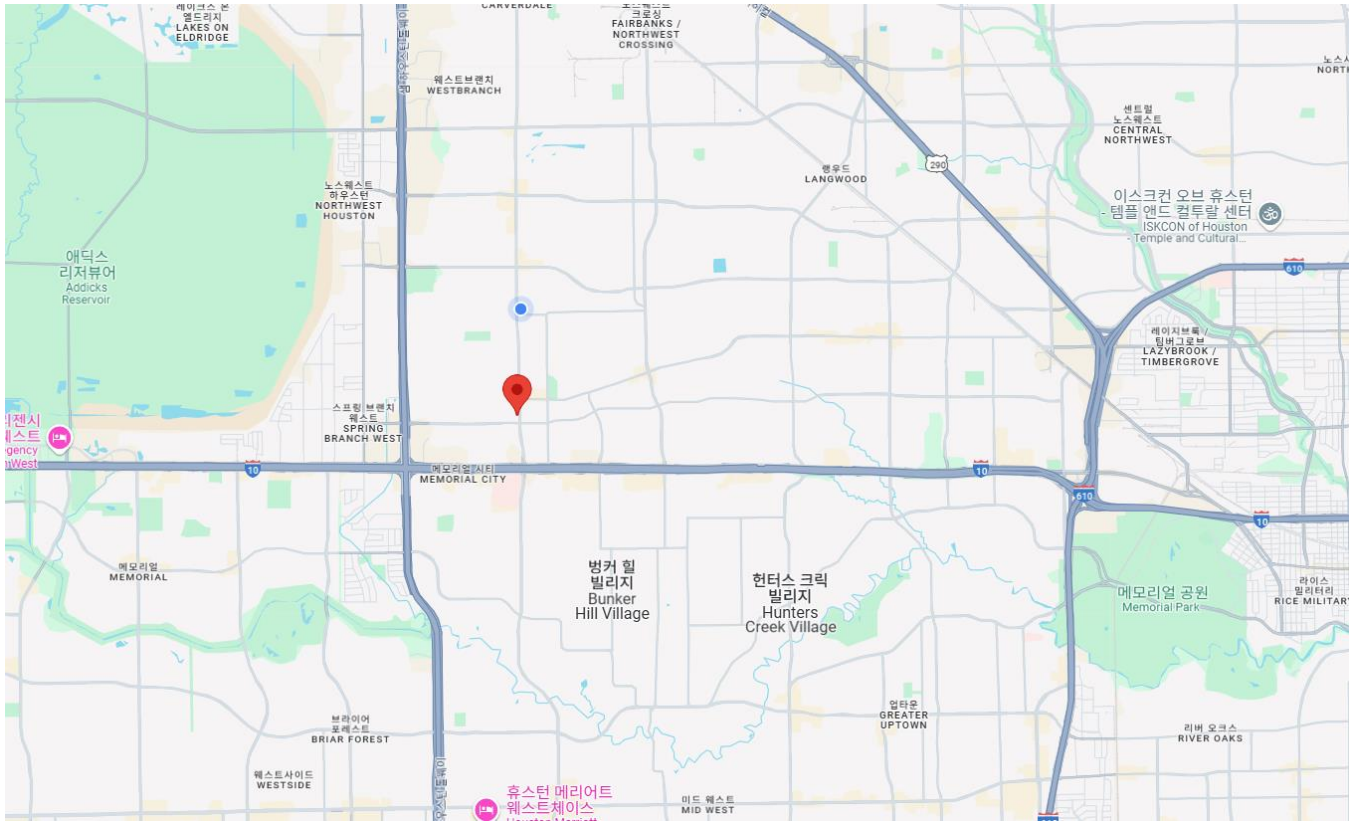 레이크스 온
엘드리지
LAKES ON
ELDRIDGE
CARVERDALE
크로싱
FAIRBANKS /
NORTHWEST
CROSSING
웨스트브랜치
WESTBRANCH
센트럴
노스웨스트
CENTRAL
NORTHWEST
랭우드
LANGWOOD
290
노스웨스트
하우스턴
NORTHWEST
HOUSTON
이스크컨 오브 휴스턴
- 템플 앤드 컬투랄 센터
ISKCON of Houston
- Temple and Cultural...
애딕스
리저뷰어
Addicks
Reservoir
610
레이지브룩 /
팀버그로브
LAZYBROOK /
TIMBERGROVE
스프링 브랜치
웨스트
SPRING
BRANCH WEST
10
메모리얼 시티
MEMORIAL CITY
10
610
10
메모리얼
MEMORIAL
벙커 힐
빌리지
Bunker
Hill Village
헌터스 크릭
빌리지
Hunters
Creek Village
메모리얼 공원
Memorial Park
라이스
밀리터리
RICE MILITARY
브라이어
포레스트
BRIAR FOREST
업타운
GREATER
UPTOWN
리버 오크스
RIVER OAKS
웨스트사이드
WESTSIDE
휴스턴 메리어트
웨스트체이스
미드 웨스트
MID WEST